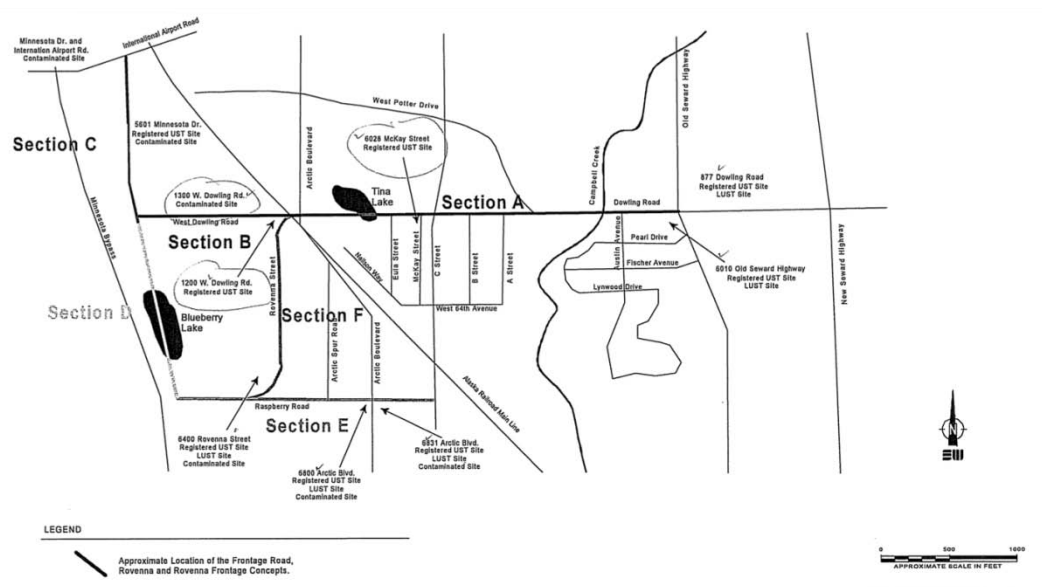 Minnesota Dr. and
Internation Airport Rd.
Contaminated Site
International Airport Road
Old Seward Highway
West Potter Drive
5601 Minnesota Dr.
Registered UST Site
Contaminated Site
Section C
6028 McKay Street
Registered UST Site
Arctic Boulevard
Campbell Creek
877 Dowling Road
Registered UST Site
LUST Site
1300 W. Dowling Rd.
Contaminated Site
Tina
Lake
Section A
Dowling Road
West Dowling Road
Minnesota Bypass
Section B
Eula Street
McKay Street
C Street
B Street
A Street
Austin Avenue
Pearl Drive
Fischer Avenue
Lynwood Drive
6010 Old Seward Highway
Registered UST Site
LUST Site
New Seward Highway
Nelson Way
1200 W. Dowling Rd.
Registered UST Site
Rovenna Street
West 64th Avenue
Section D
Blueberry
Lake
Section F
Arctic Spur Road
Arctic Boulevard
Alaska Railroad Main Line
Raspberry Road
Section E
6400 Rovenna Street
Registered UST Site
LUST Site
Contaminated Site
6831 Arctic Blvd.
Registered UST Site
LUST Site
Contaminated Site
6800 Arctic Blvd.
Registered UST Site
LUST Site
Contaminated Site
LEGEND
Approximate Location of the Frontage Road,
Rovenna and Rovenna Frontage Concepts.
0 500 1600
APPROXIMATE SCALE IN FEET